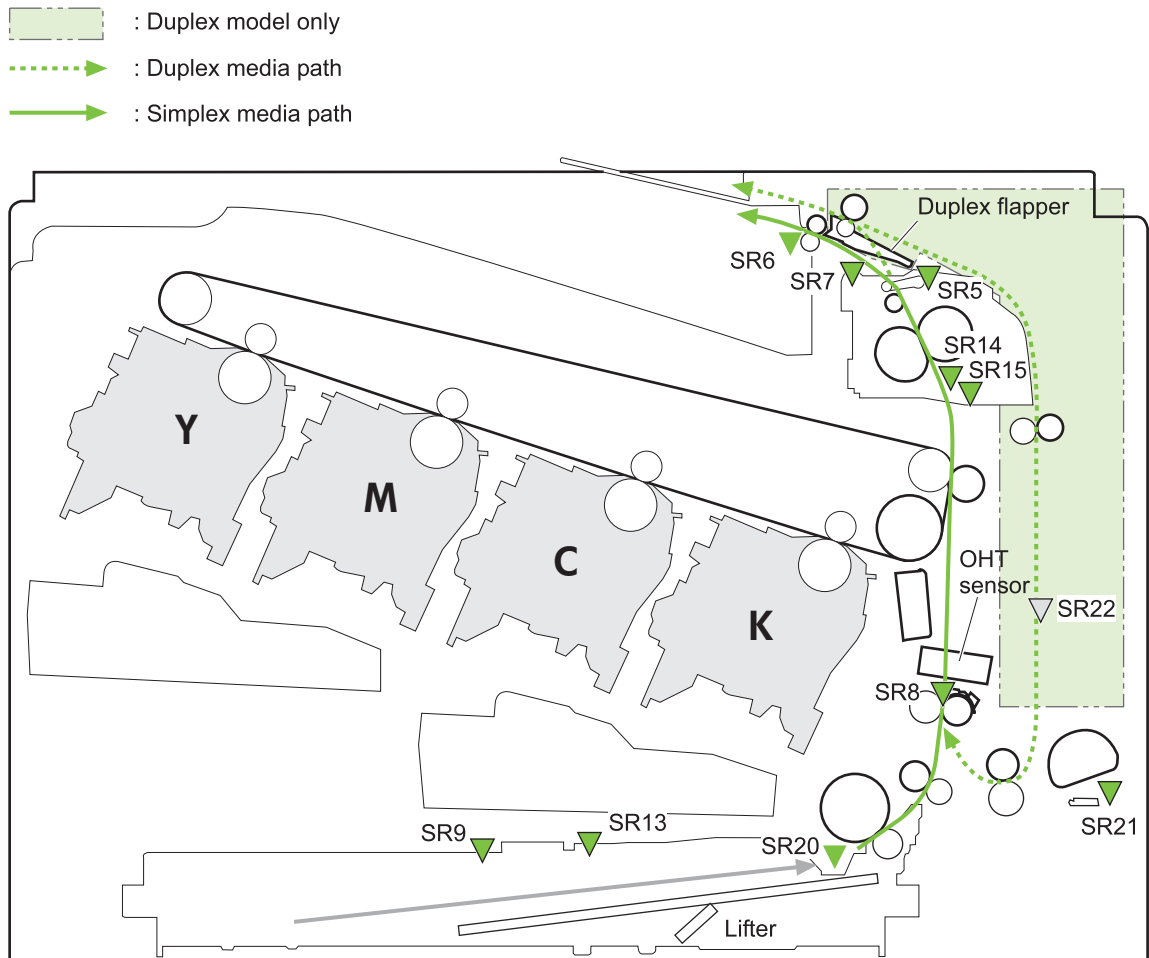 : Duplex model only
: Duplex media path
: Simplex media path
Duplex flapper
SR6
SR7
SR5
SR14
SR15
Y
M
C
K
OHT
sensor
SR22
SR8
SR21
SR9
SR13
SR20
Lifter